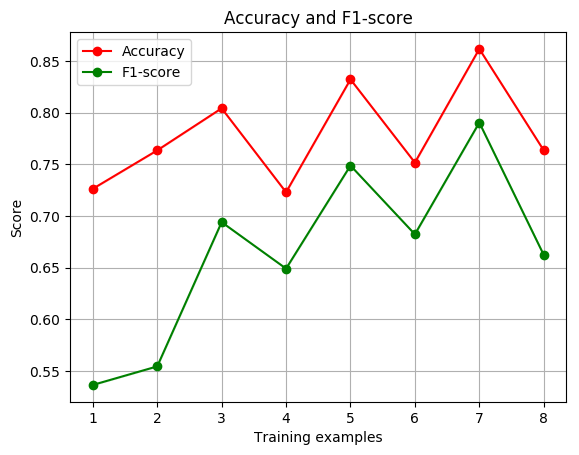 Accuracy and F1-score
Accuracy
F1-score
0.85
0.80
0.75
0.70
0.65
0.60
0.55
Score
1 2 3 4 5 6 7 8
Training examples